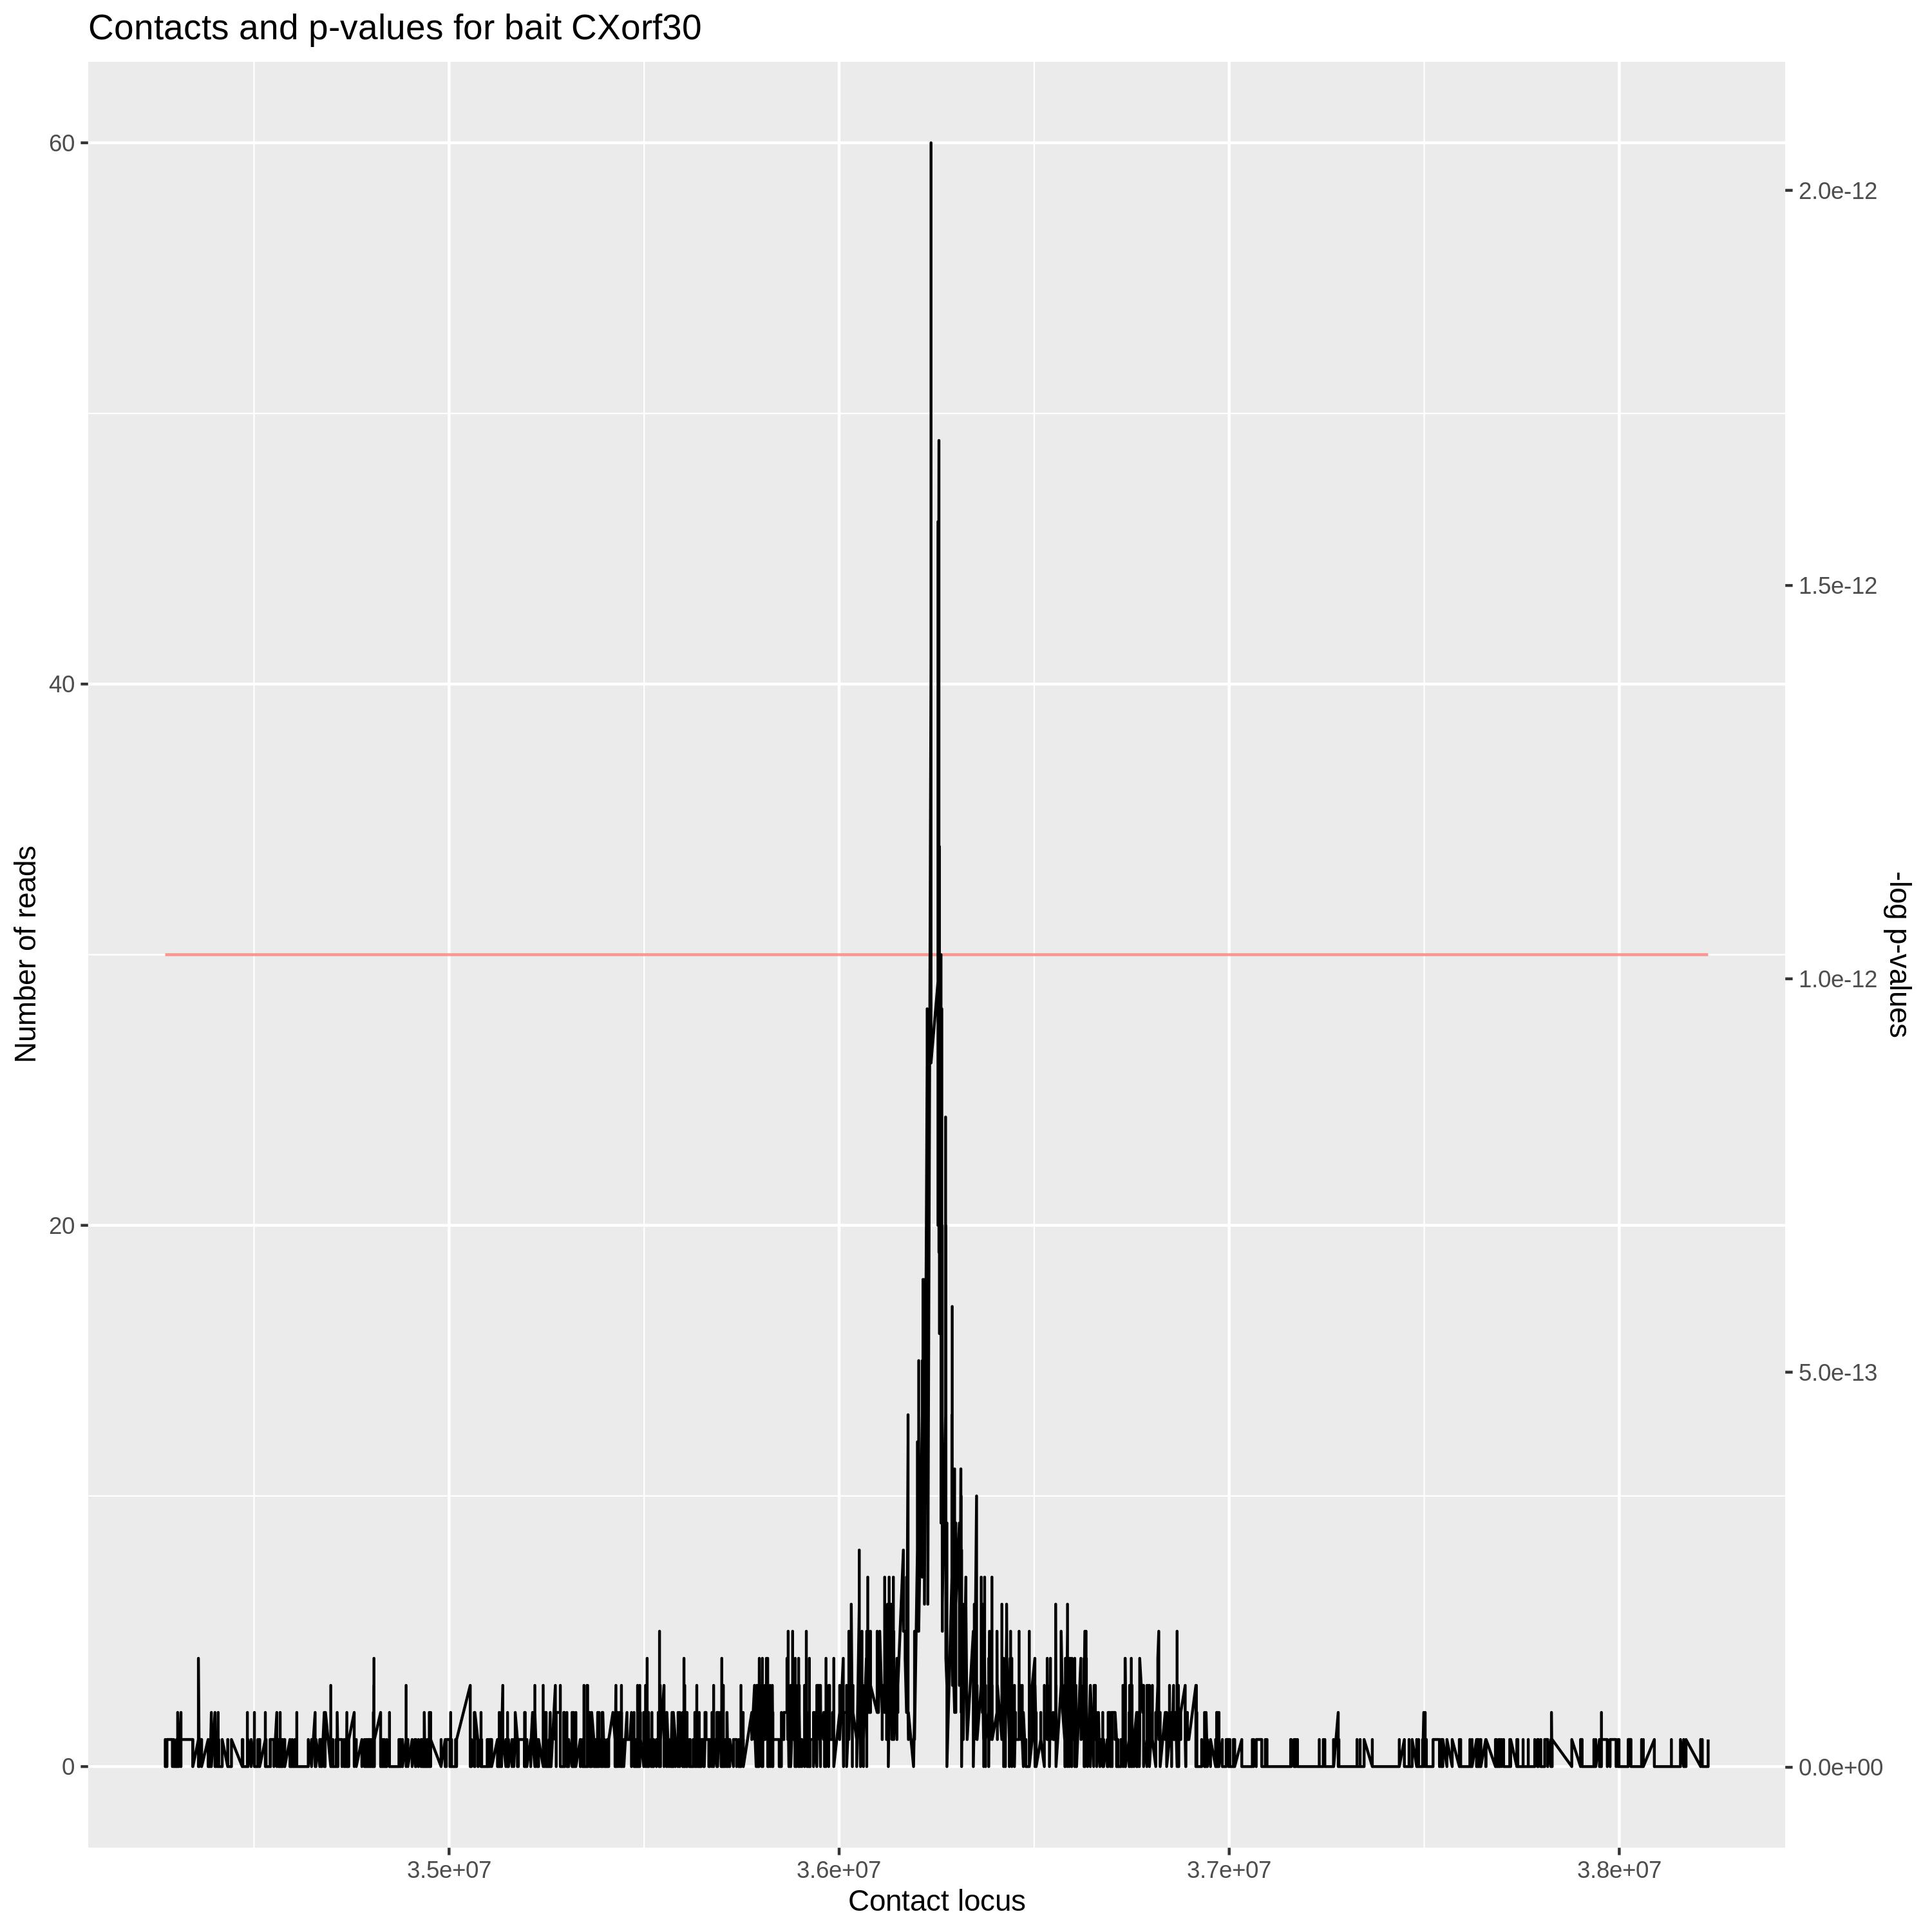 Contacts and p-values for bait CXorf30
60
40
20
0
Number of reads
2.0e-12
1.5e-12
1.0e-12
5.0e-13
0.0e+00
-log p-values
3.5e+07
3.6e+07
3.7e+07
3.8e+07
Contact locus